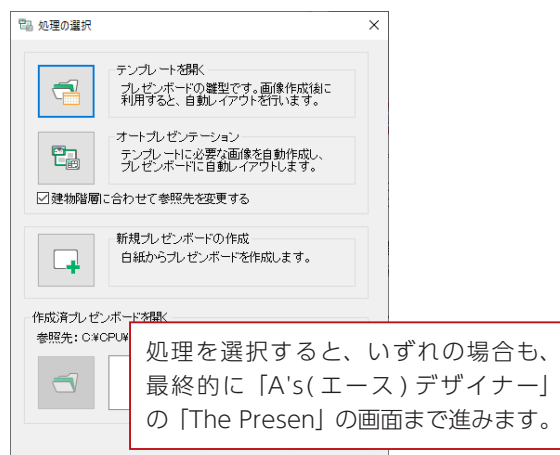 処理の選択
テンプレートを開く
プレゼンボードの雛型です。画像作成後に
利用すると、自動レイアウトを行います。
オートプレゼンテーション
テンプレートに必要な画像を自動作成し、
プレゼンボードに自動レイアウトします。
建物階層に合わせて参照先を変更する
新規プレゼンボードの作成
白紙からプレゼンボードを作成します。
作成済プレゼンボードを開く
参照先：C:¥CPU¥
処理を選択すると、いずれの場合も、
最終的に「A's(エース)デザイナー」
の「The Presen」の画面まで進みます。